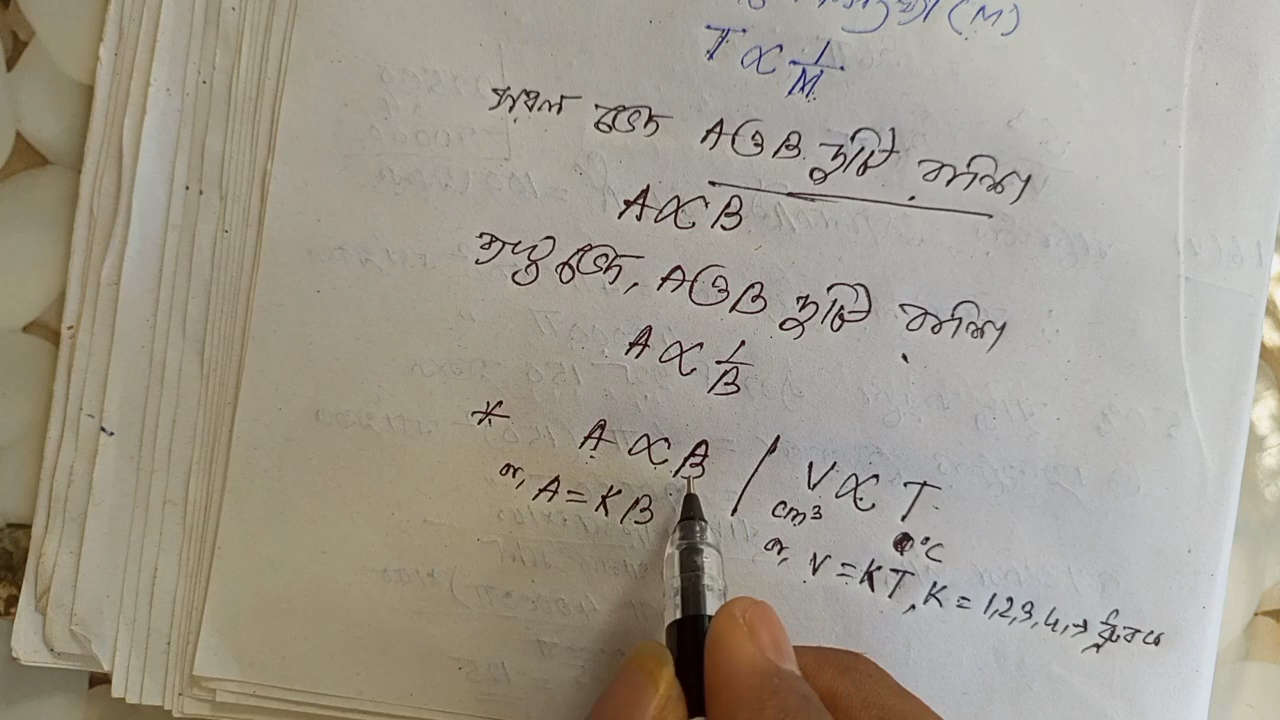 (M)
T ∝ 1/M
সরল ভেদ A ও B দুটি রাশি
A ∝ B
ব্যস্ত ভেদ, A ও B দুটি রাশি
A ∝ 1/B
* A ∝ B / V ∝ T
or, A = KB cm³ °C
or, V = KT, K = 1,2,3,4,→ ধ্রুবক